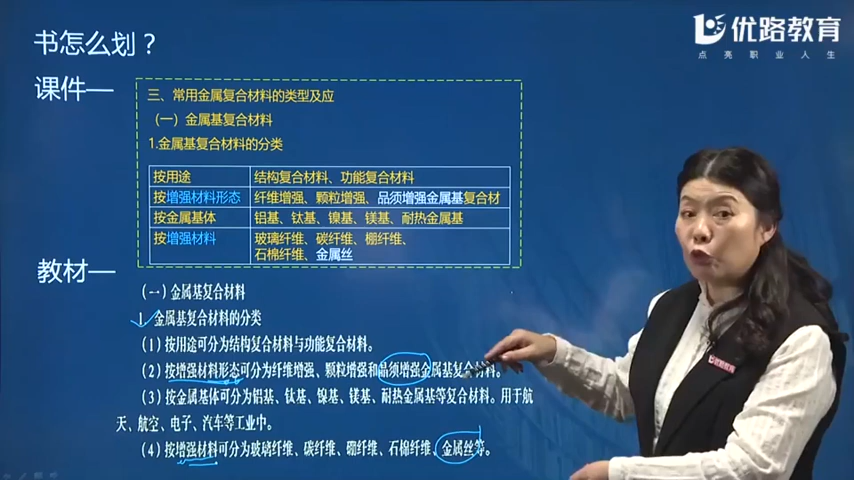 书怎么划？
优路教育
点亮职业人生
课件—
三、常用金属复合材料的类型及应
（一）金属基复合材料
1.金属基复合材料的分类
按用途 结构复合材料、功能复合材料
按增强材料形态 纤维增强、颗粒增强、品须增强金属基复合材
按金属基体 铝基、钛基、镍基、镁基、耐热金属基
按增强材料 玻璃纤维、碳纤维、棚纤维、
石棉纤维、金属丝
教材—
（一）金属基复合材料
1.金属基复合材料的分类
（1）按用途可分为结构复合材料与功能复合材料。
（2）按增强材料形态可分为纤维增强、颗粒增强和晶须增强金属基复合材料。
（3）按金属基体可分为铝基、钛基、镍基、镁基、耐热金属基等复合材料。用于航
天、航空、电子、汽车等工业中。
（4）按增强材料可分为玻璃纤维、碳纤维、硼纤维、石棉纤维、金属丝等。
优路教育